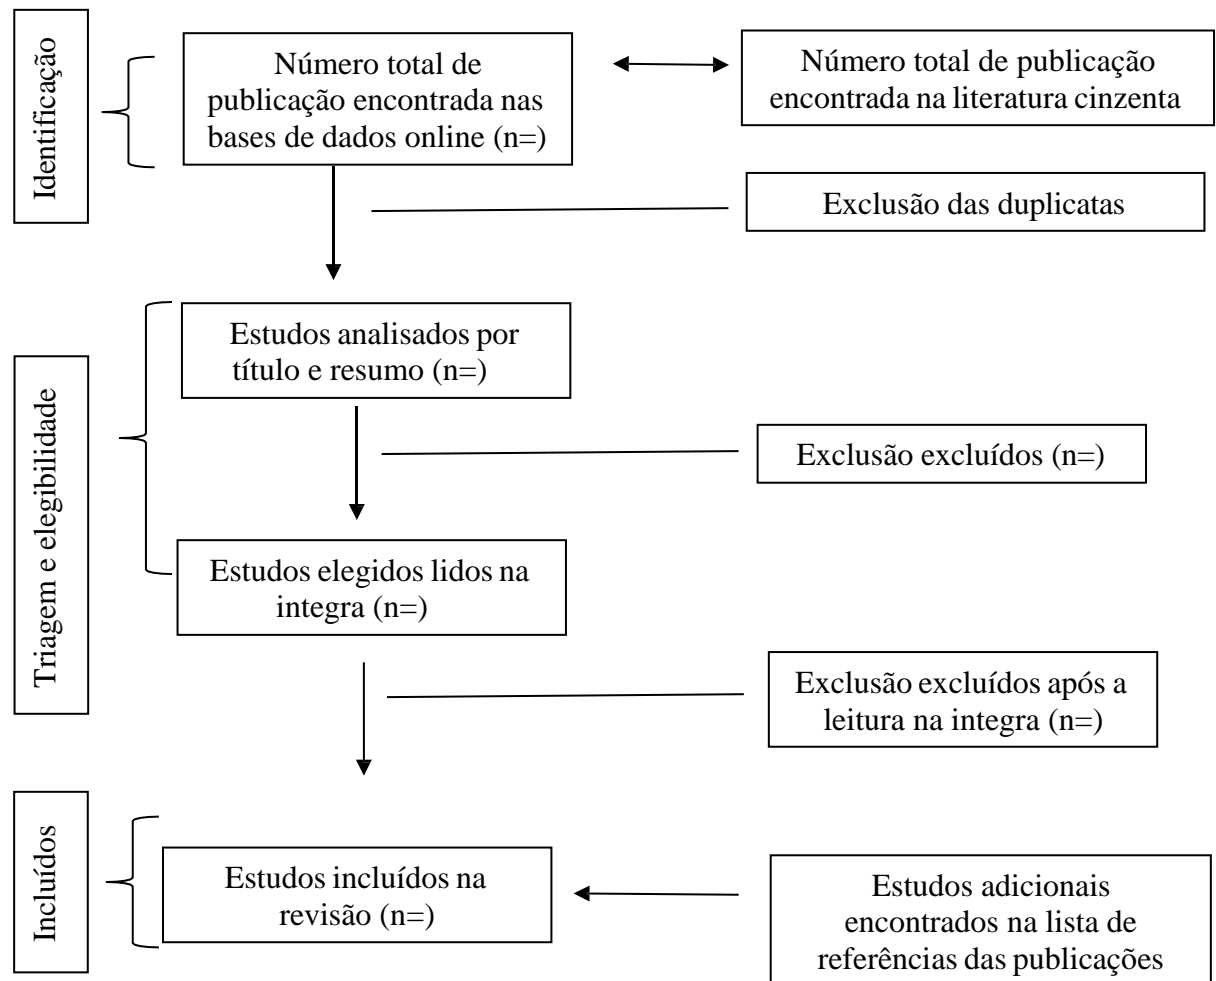 Identificação
Número total de
publicação encontrada nas
bases de dados online (n=)
Número total de publicação
encontrada na literatura cinzenta
Exclusão das duplicatas
Triagem e elegibilidade
Estudos analisados por
título e resumo (n=)
Exclusão excluídos (n=)
Estudos elegidos lidos na
integra (n=)
Exclusão excluídos após a
leitura na integra (n=)
Incluídos
Estudos incluídos na
revisão (n=)
Estudos adicionais
encontrados na lista de
referências das publicações